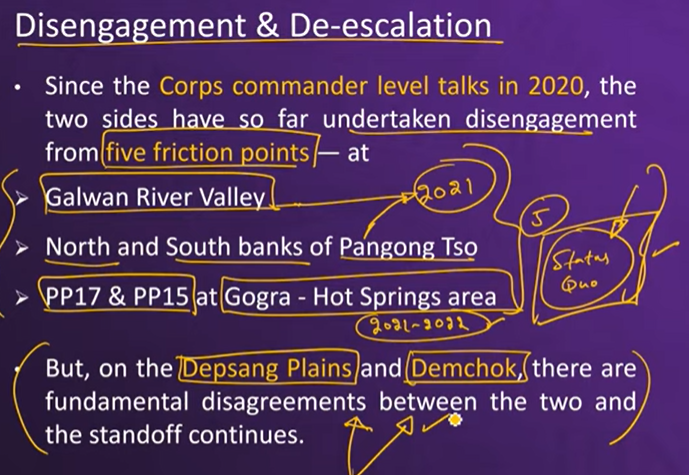 Disengagement & De-escalation
• Since the Corps commander level talks in 2020, the
two sides have so far undertaken disengagement
from five friction points — at
➢ Galwan River Valley
2021
5
➢ North and South banks of Pangong Tso
Status
Quo
➢ PP17 & PP15 at Gogra - Hot Springs area
2021-2022
• But, on the Depsang Plains and Demchok, there are
fundamental disagreements between the two and
the standoff continues.